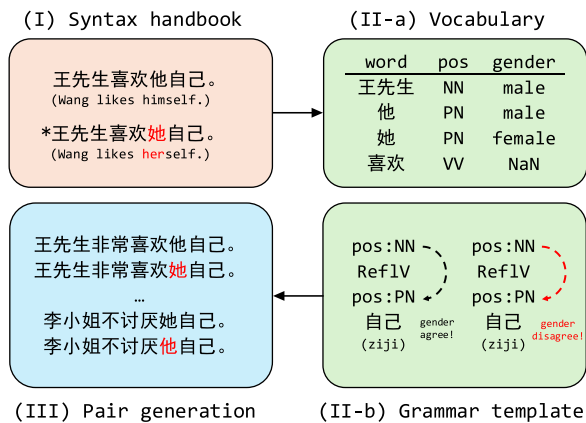 (I) Syntax handbook
王先生喜欢他自己。
(Wang likes himself.)
*王先生喜欢她自己。
(Wang likes herself.)
(II-a) Vocabulary
word pos gender
王先生 NN male
他 PN male
她 PN female
喜欢 VV NaN
王先生非常喜欢他自己。
王先生非常喜欢她自己。
…
李小姐不讨厌她自己。
李小姐不讨厌他自己。
(III) Pair generation
pos:NN
ReflV
pos:PN
自己
(ziji)
gender
agree!
pos:NN
ReflV
pos:PN
自己
(ziji)
gender
disagree!
(II-b) Grammar template